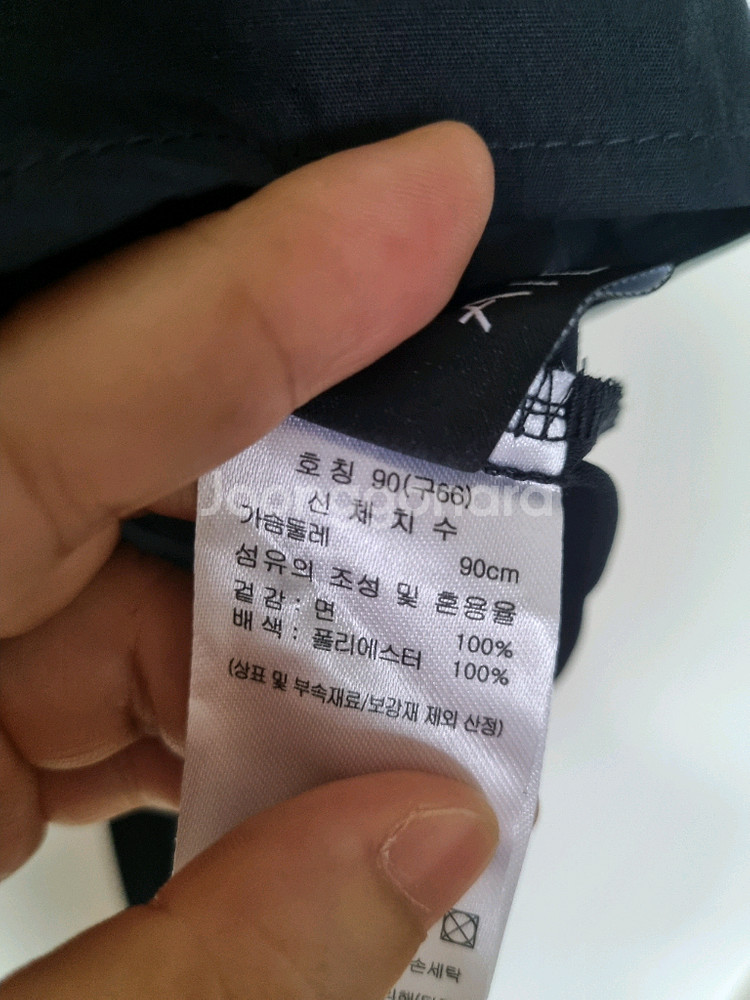 호칭 90(구66)
신체치수
가슴둘레 90cm
섬유의 조성 및 혼용율
겉감 : 면 100%
배색 : 폴리에스터 100%
(상표 및 부속재료/보강재 제외 산정)
Joonggonara
손세탁